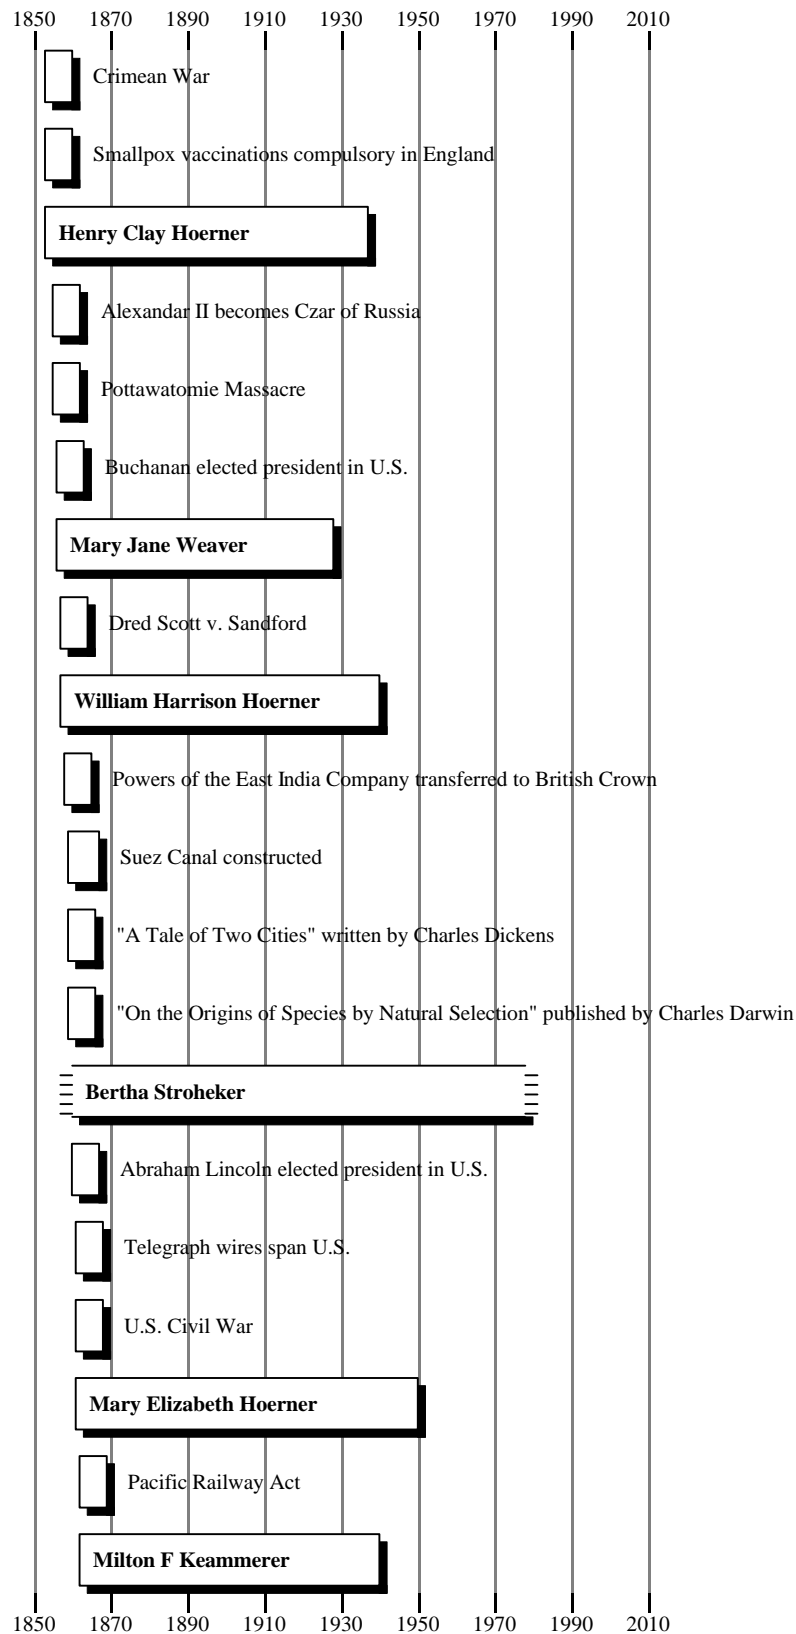 1850 1870 1890 1910 1930 1950 1970 1990 2010
Crimean War
Smallpox vaccinations compulsory in England
Henry Clay Hoerner
Alexandar II becomes Czar of Russia
Pottawatomie Massacre
Buchanan elected president in U.S.
Mary Jane Weaver
Dred Scott v. Sandford
William Harrison Hoerner
Powers of the East India Company transferred to British Crown
Suez Canal constructed
"A Tale of Two Cities" written by Charles Dickens
"On the Origins of Species by Natural Selection" published by Charles Darwin
Bertha Stroheker
Abraham Lincoln elected president in U.S.
Telegraph wires span U.S.
U.S. Civil War
Mary Elizabeth Hoerner
Pacific Railway Act
Milton F Keammerer
1850 1870 1890 1910 1930 1950 1970 1990 2010